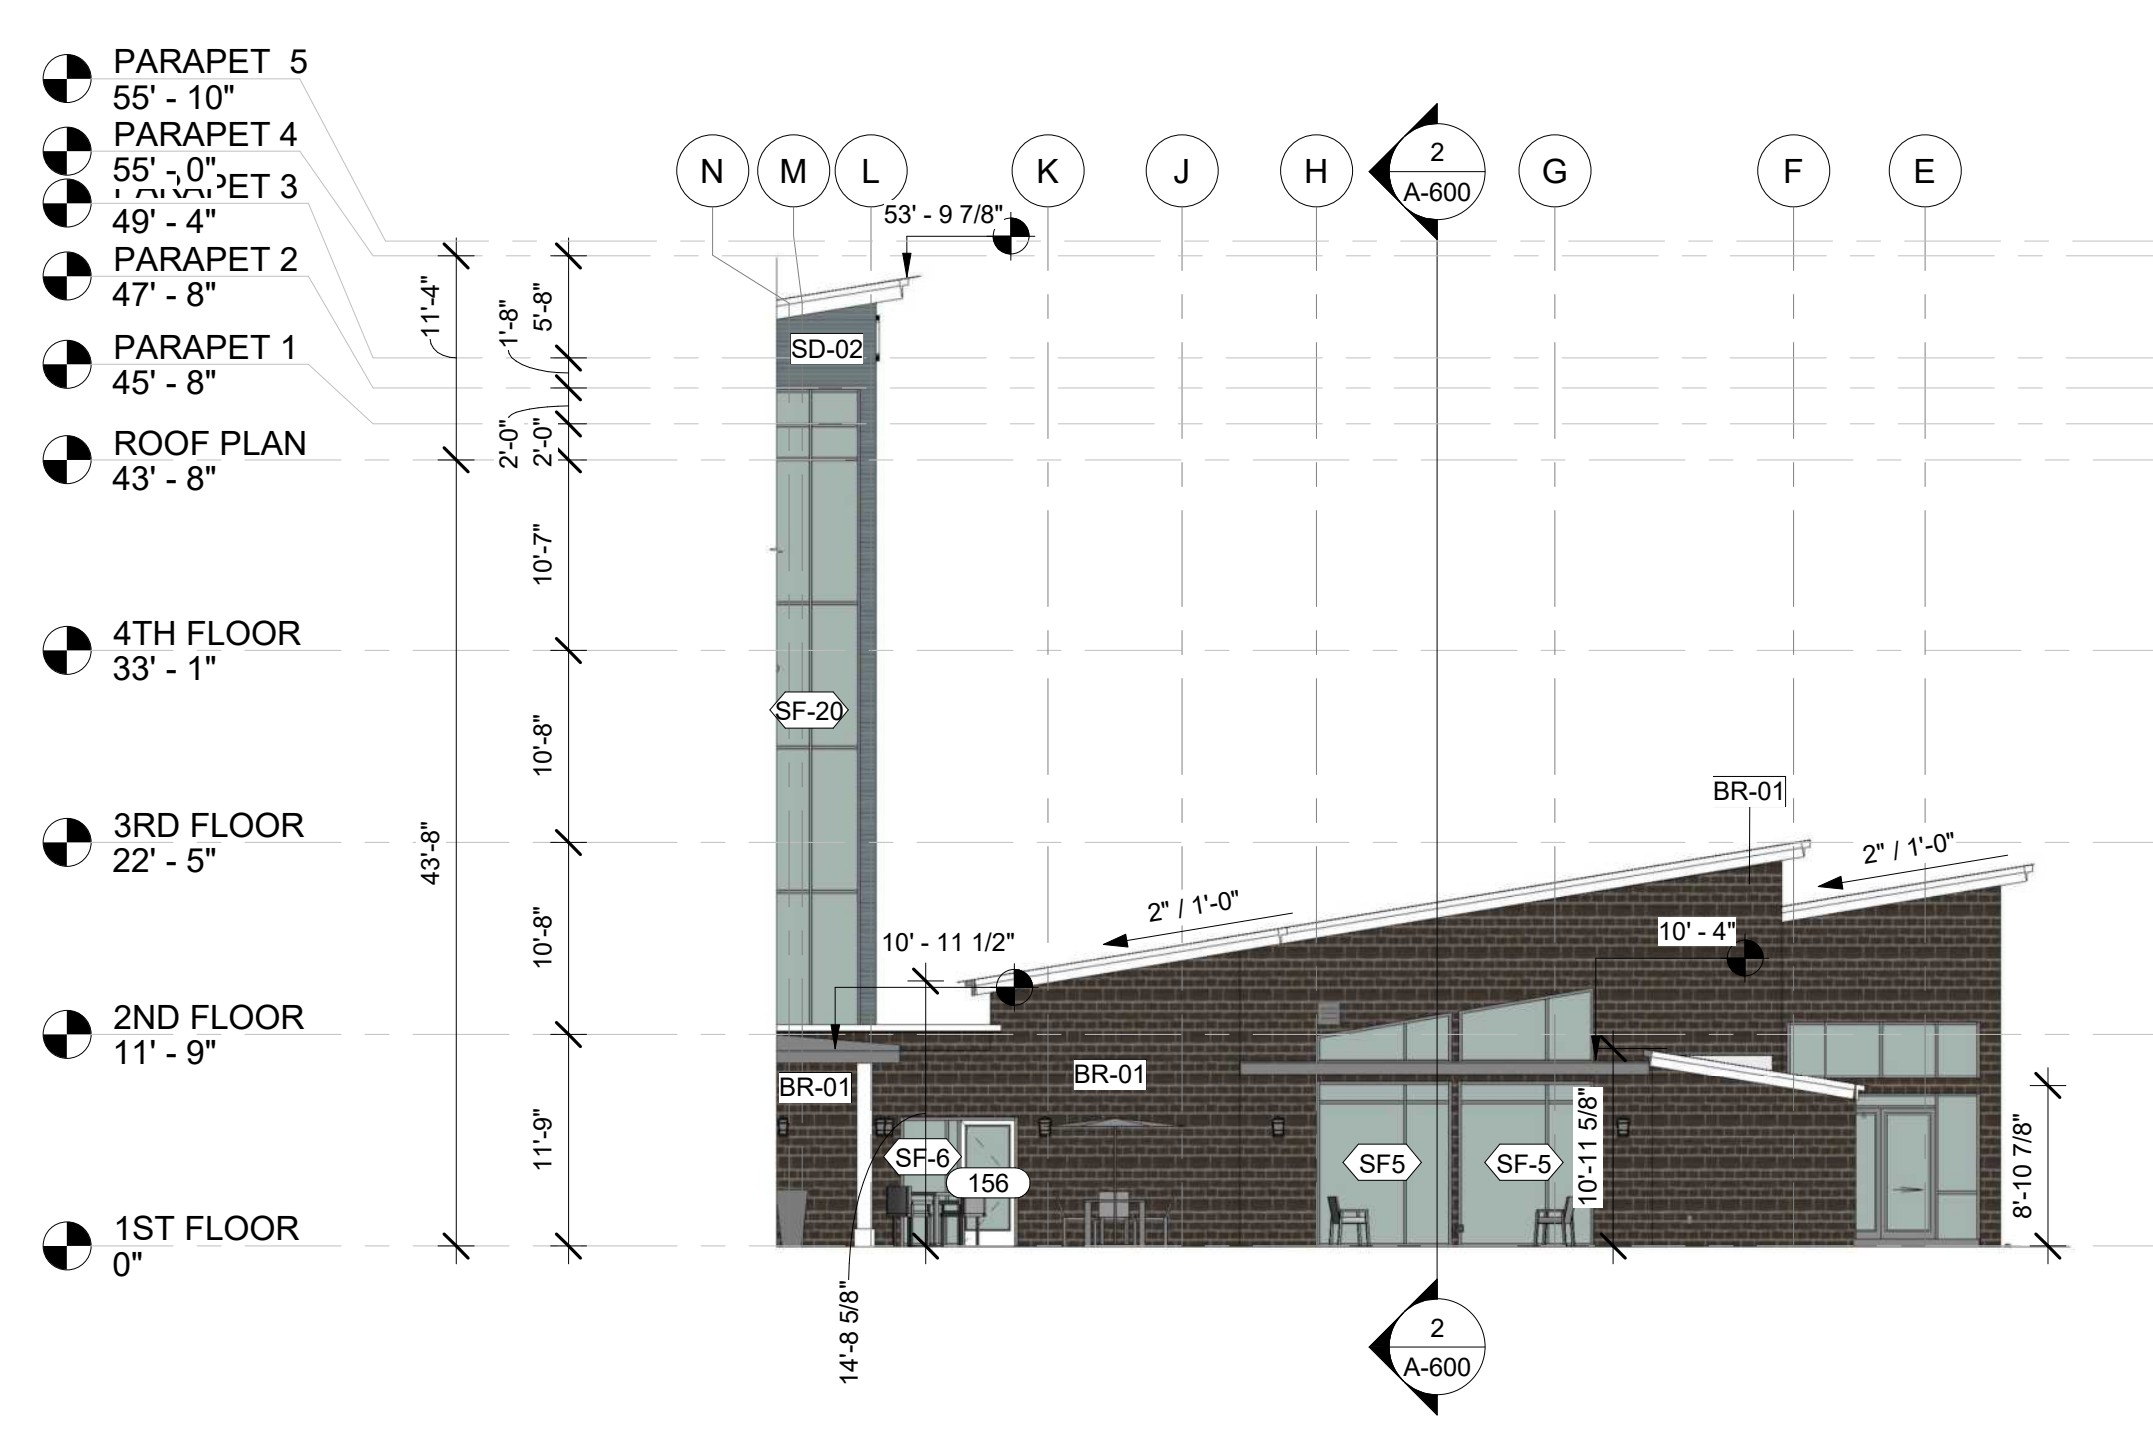 PARAPET 5
55' - 10"
PARAPET 4
55' - 0"
PARAPET 3
49' - 4"
PARAPET 2
47' - 8"
PARAPET 1
45' - 8"
ROOF PLAN
43' - 8"
4TH FLOOR
33' - 1"
3RD FLOOR
22' - 5"
2ND FLOOR
11' - 9"
1ST FLOOR
0"
11'-4"
43'-8"
1'-8"
5'-8"
2'-0"
2'-0"
10'-7"
10'-8"
10'-8"
11'-9"
N
M
L
K
J
H
2
A-600
G
F
E
53' - 9 7/8"
SD-02
SF-20
BR-01
2" / 1'-0"
2" / 1'-0"
10' - 11 1/2"
10' - 4"
BR-01
BR-01
SF-6
156
SF5
SF-5
10'-11 5/8"
8'-10 7/8"
14'-8 5/8"
2
A-600